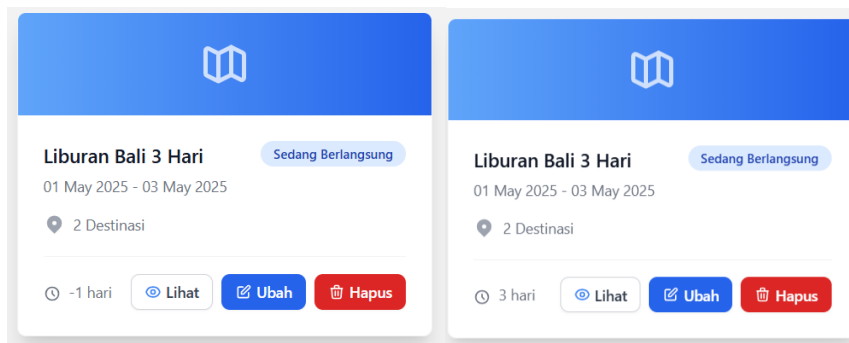 Liburan Bali 3 Hari
Sedang Berlangsung
01 May 2025 - 03 May 2025
2 Destinasi
-1 hari
Lihat
Ubah
Hapus
Liburan Bali 3 Hari
Sedang Berlangsung
01 May 2025 - 03 May 2025
2 Destinasi
3 hari
Lihat
Ubah
Hapus